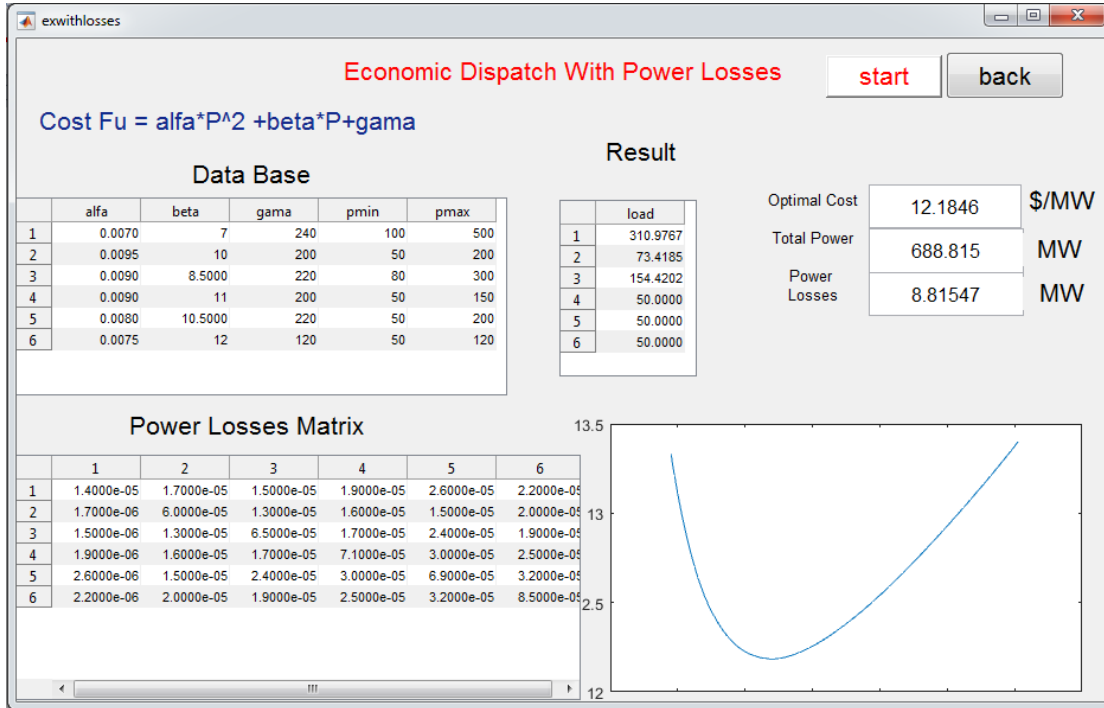 exwithlosses
Economic Dispatch With Power Losses
start
back
Cost Fu = alfa*P^2 +beta*P+gama
Data Base
alfa beta gama pmin pmax
1 0.0070 7 240 100 500
2 0.0095 10 200 50 200
3 0.0090 8.5000 220 80 300
4 0.0090 11 200 50 150
5 0.0080 10.5000 220 50 200
6 0.0075 12 120 50 120
Result
load
1 310.9767
2 73.4185
3 154.4202
4 50.0000
5 50.0000
6 50.0000
Optimal Cost 12.1846 $/MW
Total Power 688.815 MW
Power
Losses 8.81547 MW
Power Losses Matrix
1 2 3 4 5 6
1 1.4000e-05 1.7000e-05 1.5000e-05 1.9000e-05 2.6000e-05 2.2000e-05
2 1.7000e-06 6.0000e-05 1.3000e-05 1.6000e-05 1.5000e-05 2.0000e-05
3 1.5000e-06 1.3000e-05 6.5000e-05 1.7000e-05 2.4000e-05 1.9000e-05
4 1.9000e-06 1.6000e-05 1.7000e-05 7.1000e-05 3.0000e-05 2.5000e-05
5 2.6000e-06 1.5000e-05 2.4000e-05 3.0000e-05 6.9000e-05 3.2000e-05
6 2.2000e-06 2.0000e-05 1.9000e-05 2.5000e-05 3.2000e-05 8.5000e-05
13.5
13
2.5
12